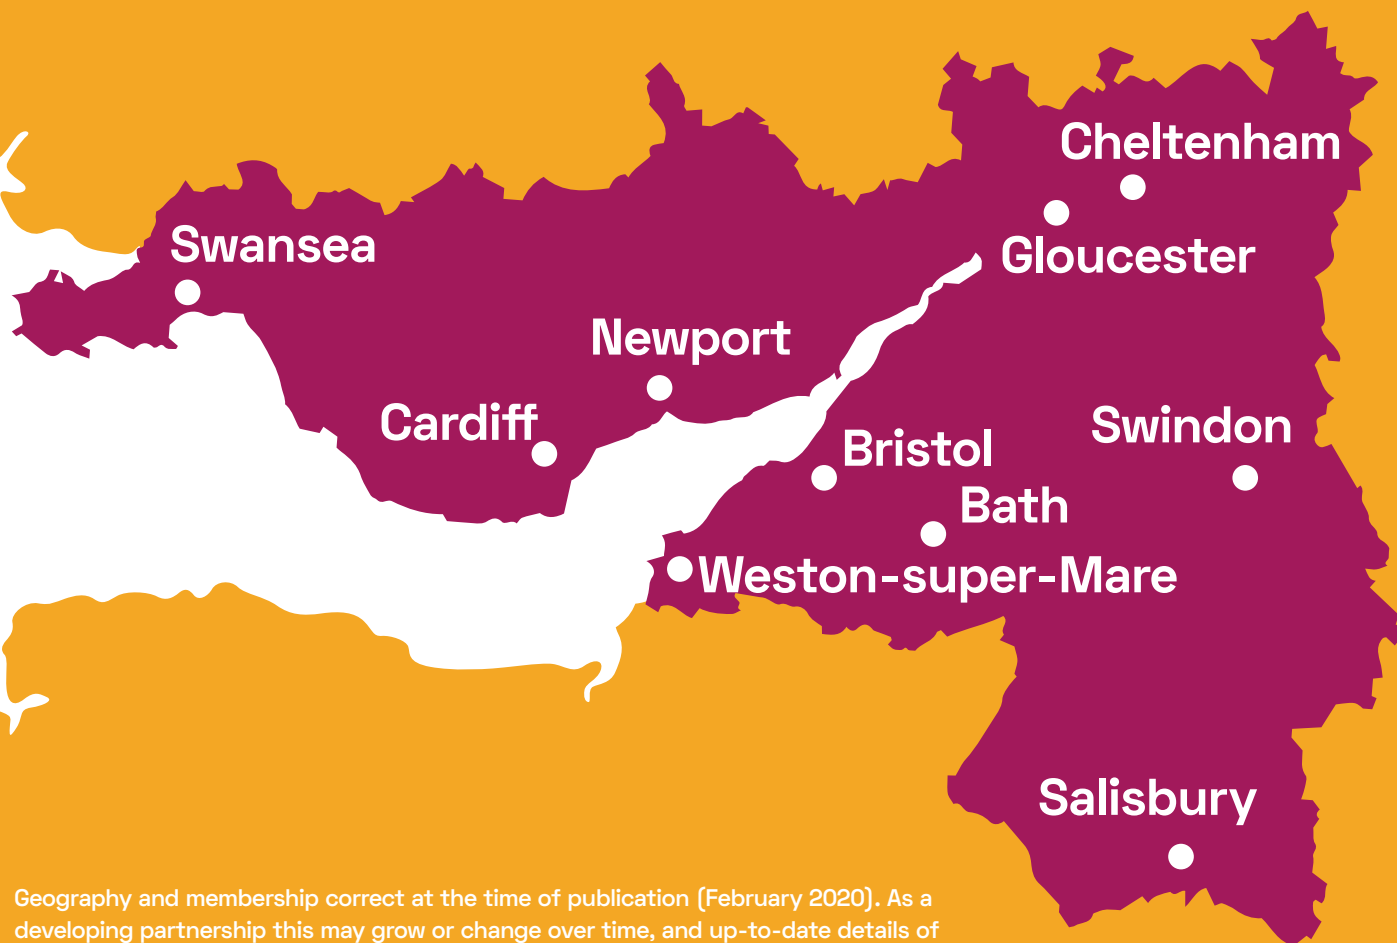 Cheltenham
Swansea
Gloucester
Newport
Cardiff
Swindon
Bristol
Bath
Weston-super-Mare
Salisbury
Geography and membership correct at the time of publication (February 2020). As a
developing partnership this may grow or change over time, and up-to-date details of